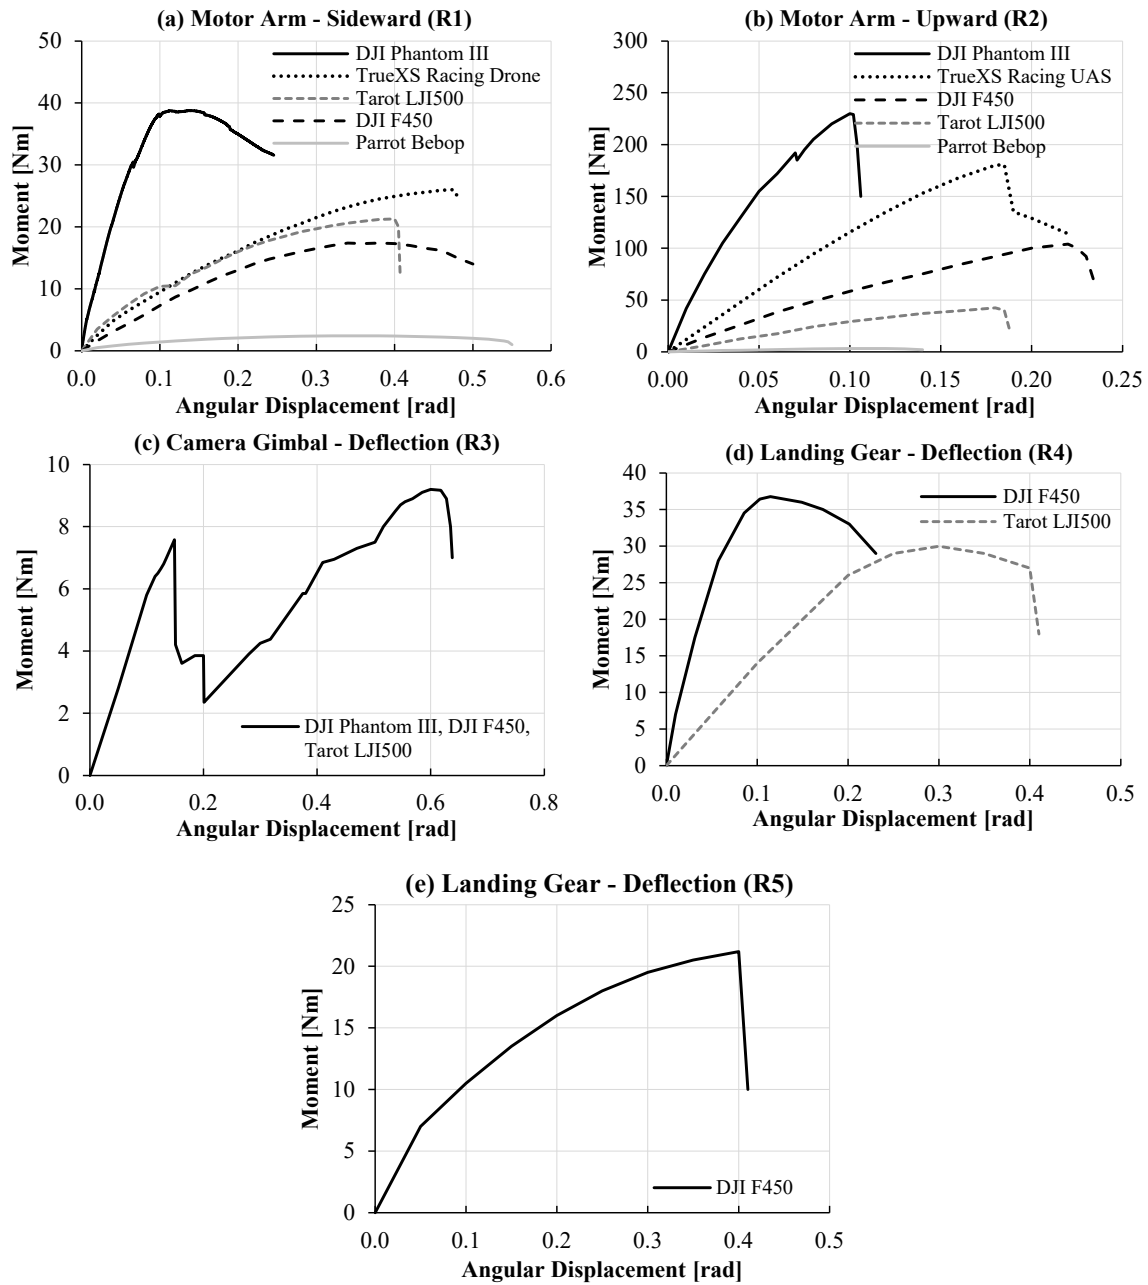 (a) Motor Arm - Sideward (R1)
50
40
30
20
10
0
Moment [Nm]
DJI Phantom III
TrueXS Racing Drone
Tarot LJI500
DJI F450
Parrot Bebop
0.0 0.1 0.2 0.3 0.4 0.5 0.6
Angular Displacement [rad]
(b) Motor Arm - Upward (R2)
300
250
200
150
100
50
0
Moment [Nm]
DJI Phantom III
TrueXS Racing UAS
DJI F450
Tarot LJI500
Parrot Bebop
0.00 0.05 0.10 0.15 0.20 0.25
Angular Displacement [rad]
(c) Camera Gimbal - Deflection (R3)
10
8
6
4
2
0
Moment [Nm]
DJI Phantom III, DJI F450,
Tarot LJI500
0.0 0.2 0.4 0.6 0.8
Angular Displacement [rad]
(d) Landing Gear - Deflection (R4)
40
35
30
25
20
15
10
5
0
Moment [Nm]
DJI F450
Tarot LJI500
0.0 0.1 0.2 0.3 0.4 0.5
Angular Displacement [rad]
(e) Landing Gear - Deflection (R5)
25
20
15
10
5
0
Moment [Nm]
DJI F450
0.0 0.1 0.2 0.3 0.4 0.5
Angular Displacement [rad]